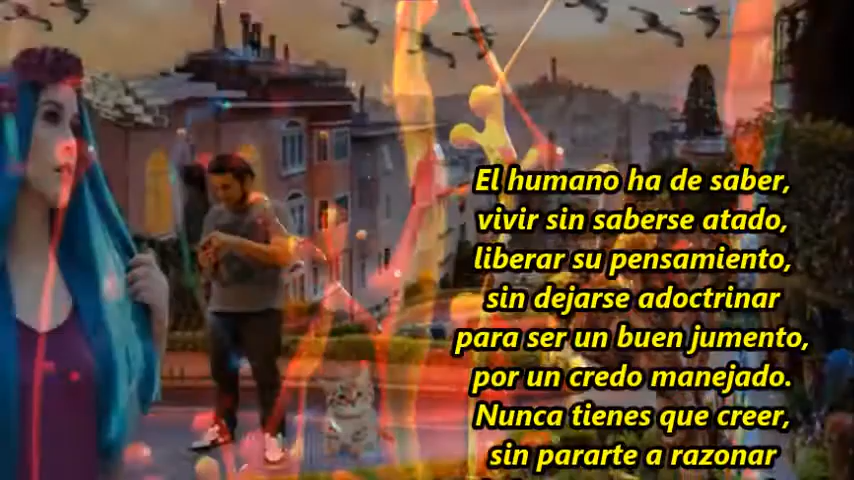 El humano ha de saber,
vivir sin saberse atado,
liberar su pensamiento,
sin dejarse adoctrinar
para ser un buen jumento,
por un credo manejado.
Nunca tienes que creer,
sin pararte a razonar